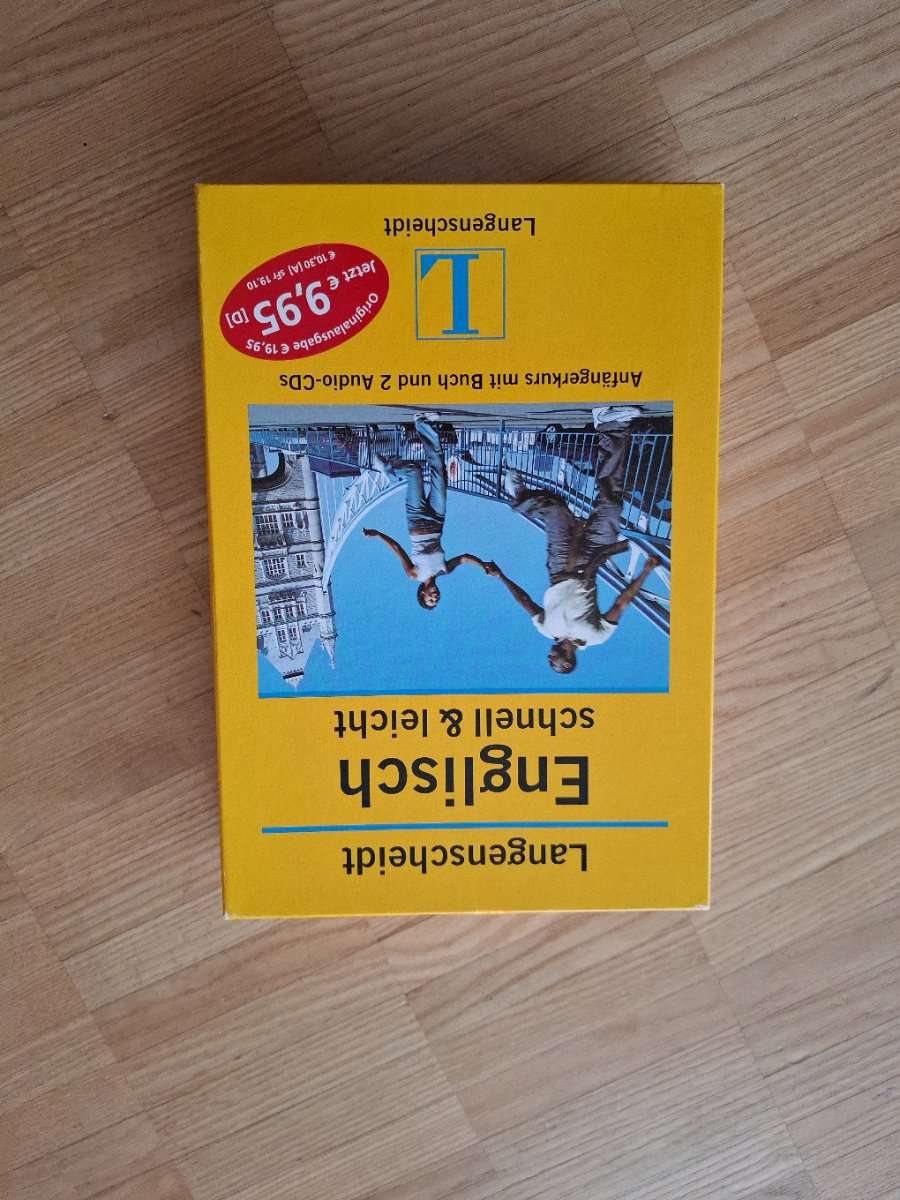 Langenscheidt
Englisch
schnell & leicht
Anfängerkurs mit Buch und 2 Audio-CDs
Originalausgabe € 19,95
Jetzt € 9,95 [D]
€ 10,30 [A] sFr 19.10
L
Langenscheidt